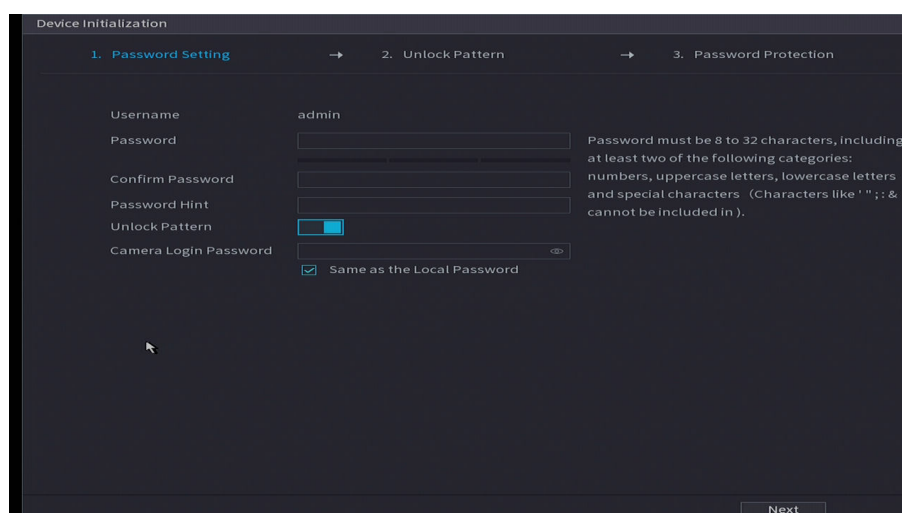 Device Initialization
1. Password Setting → 2. Unlock Pattern → 3. Password Protection
Username admin
Password
Password must be 8 to 32 characters, including
at least two of the following categories:
numbers, uppercase letters, lowercase letters
and special characters (Characters like ' " ; : &
cannot be included in ).
Confirm Password
Password Hint
Unlock Pattern
Camera Login Password
Same as the Local Password
Next